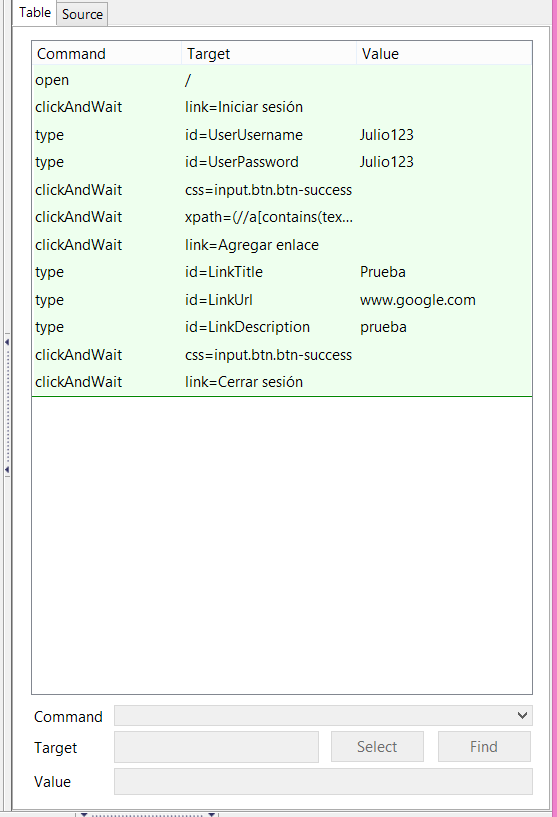 Table Source
Command Target Value
open /
clickAndWait link=Iniciar sesión
type id=UserUsername Julio123
type id=UserPassword Julio123
clickAndWait css=input.btn.btn-success
clickAndWait xpath=(//a[contains(tex...
clickAndWait link=Agregar enlace
type id=LinkTitle Prueba
type id=LinkUrl www.google.com
type id=LinkDescription prueba
clickAndWait css=input.btn.btn-success
clickAndWait link=Cerrar sesión
Command
Target Select Find
Value